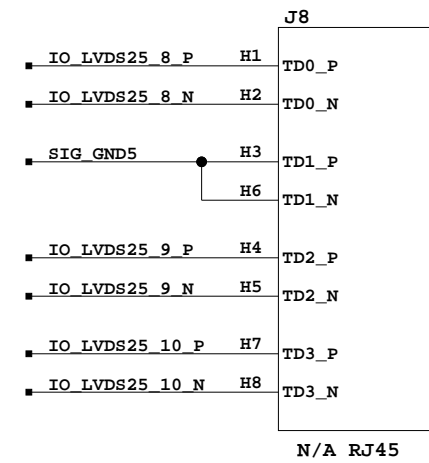 J8
IO_LVDS25_8_P H1 TD0_P
IO_LVDS25_8_N H2 TD0_N
SIG_GND5 H3 TD1_P
H6 TD1_N
IO_LVDS25_9_P H4 TD2_P
IO_LVDS25_9_N H5 TD2_N
IO_LVDS25_10_P H7 TD3_P
IO_LVDS25_10_N H8 TD3_N
N/A RJ45